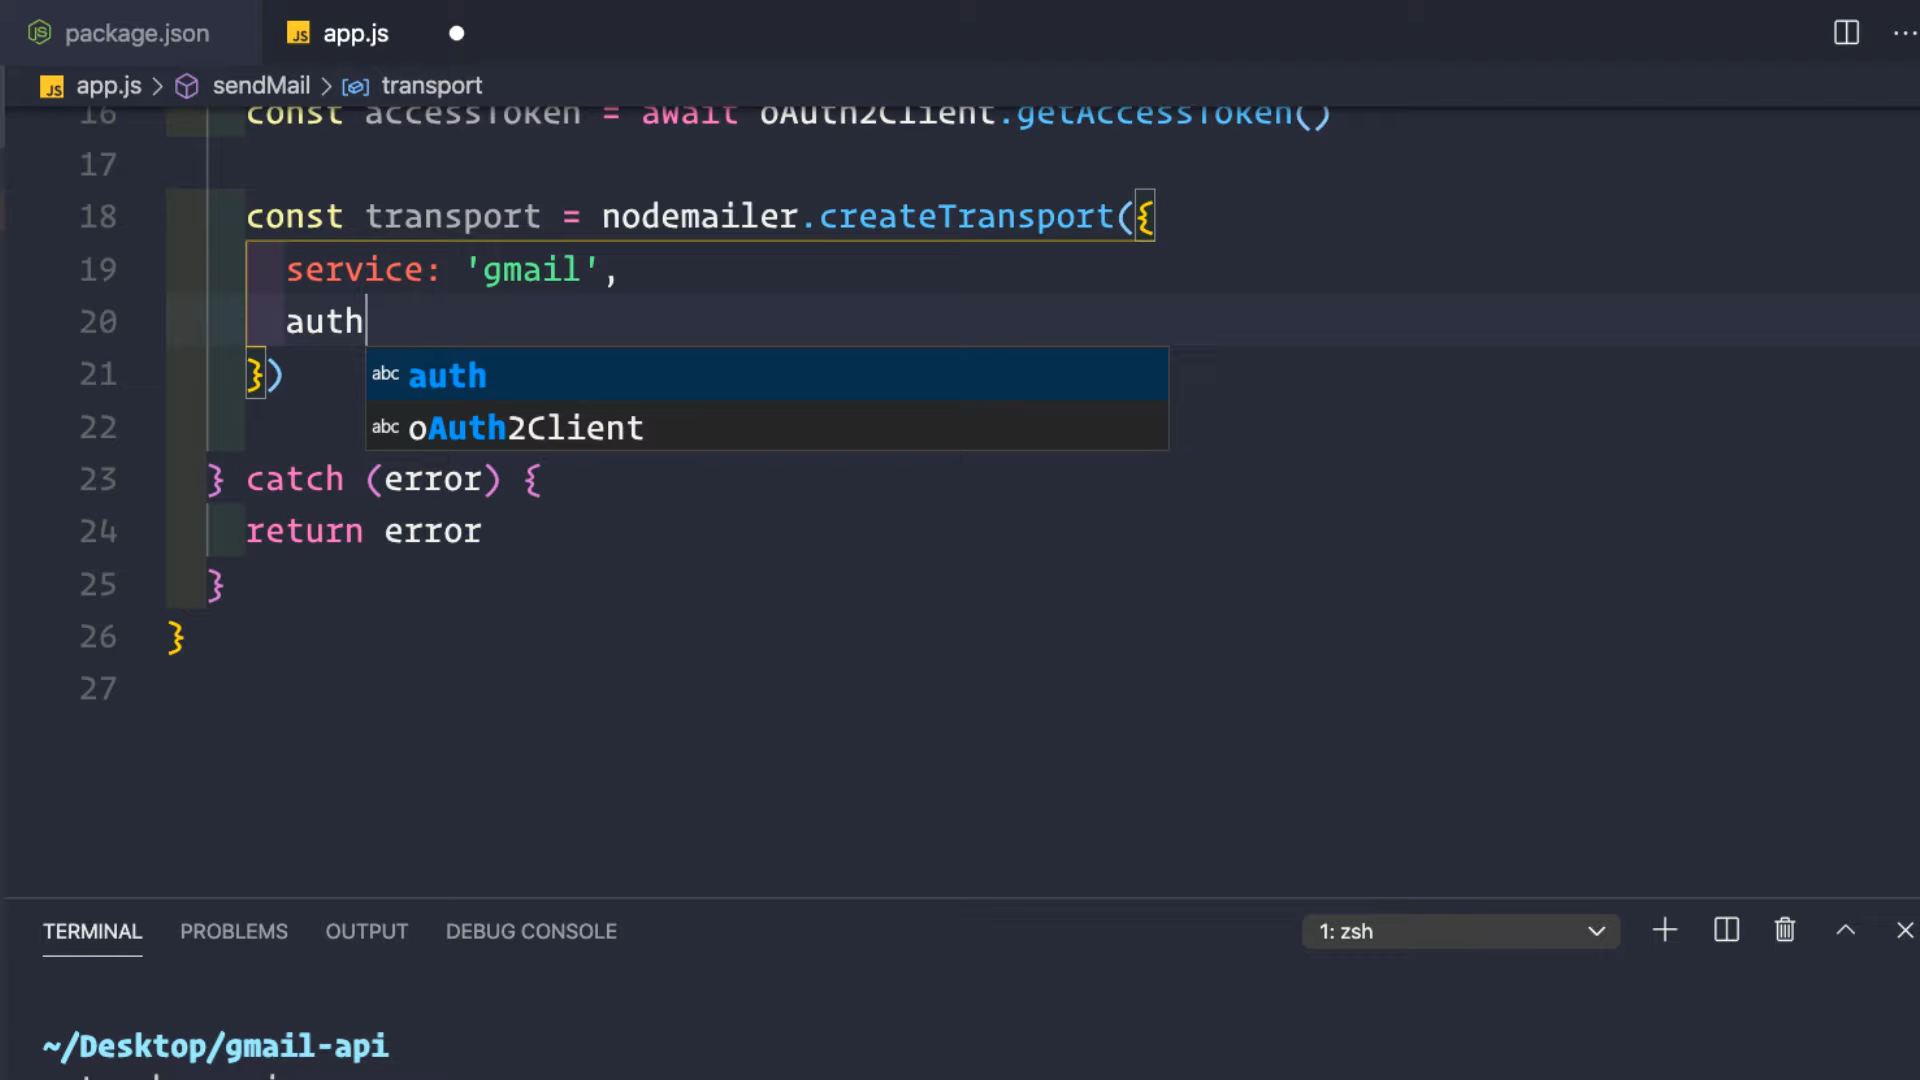 package.json
JS app.js
JS app.js > sendMail > transport
16 const accessToken = await oAuth2Client.getAccessToken()
17
18 const transport = nodemailer.createTransport({
19 service: 'gmail',
20 auth
21 })
abc auth
22
abc oAuth2Client
23 } catch (error) {
24 return error
25 }
26 }
27
TERMINAL PROBLEMS OUTPUT DEBUG CONSOLE 1: zsh
~/Desktop/gmail-api